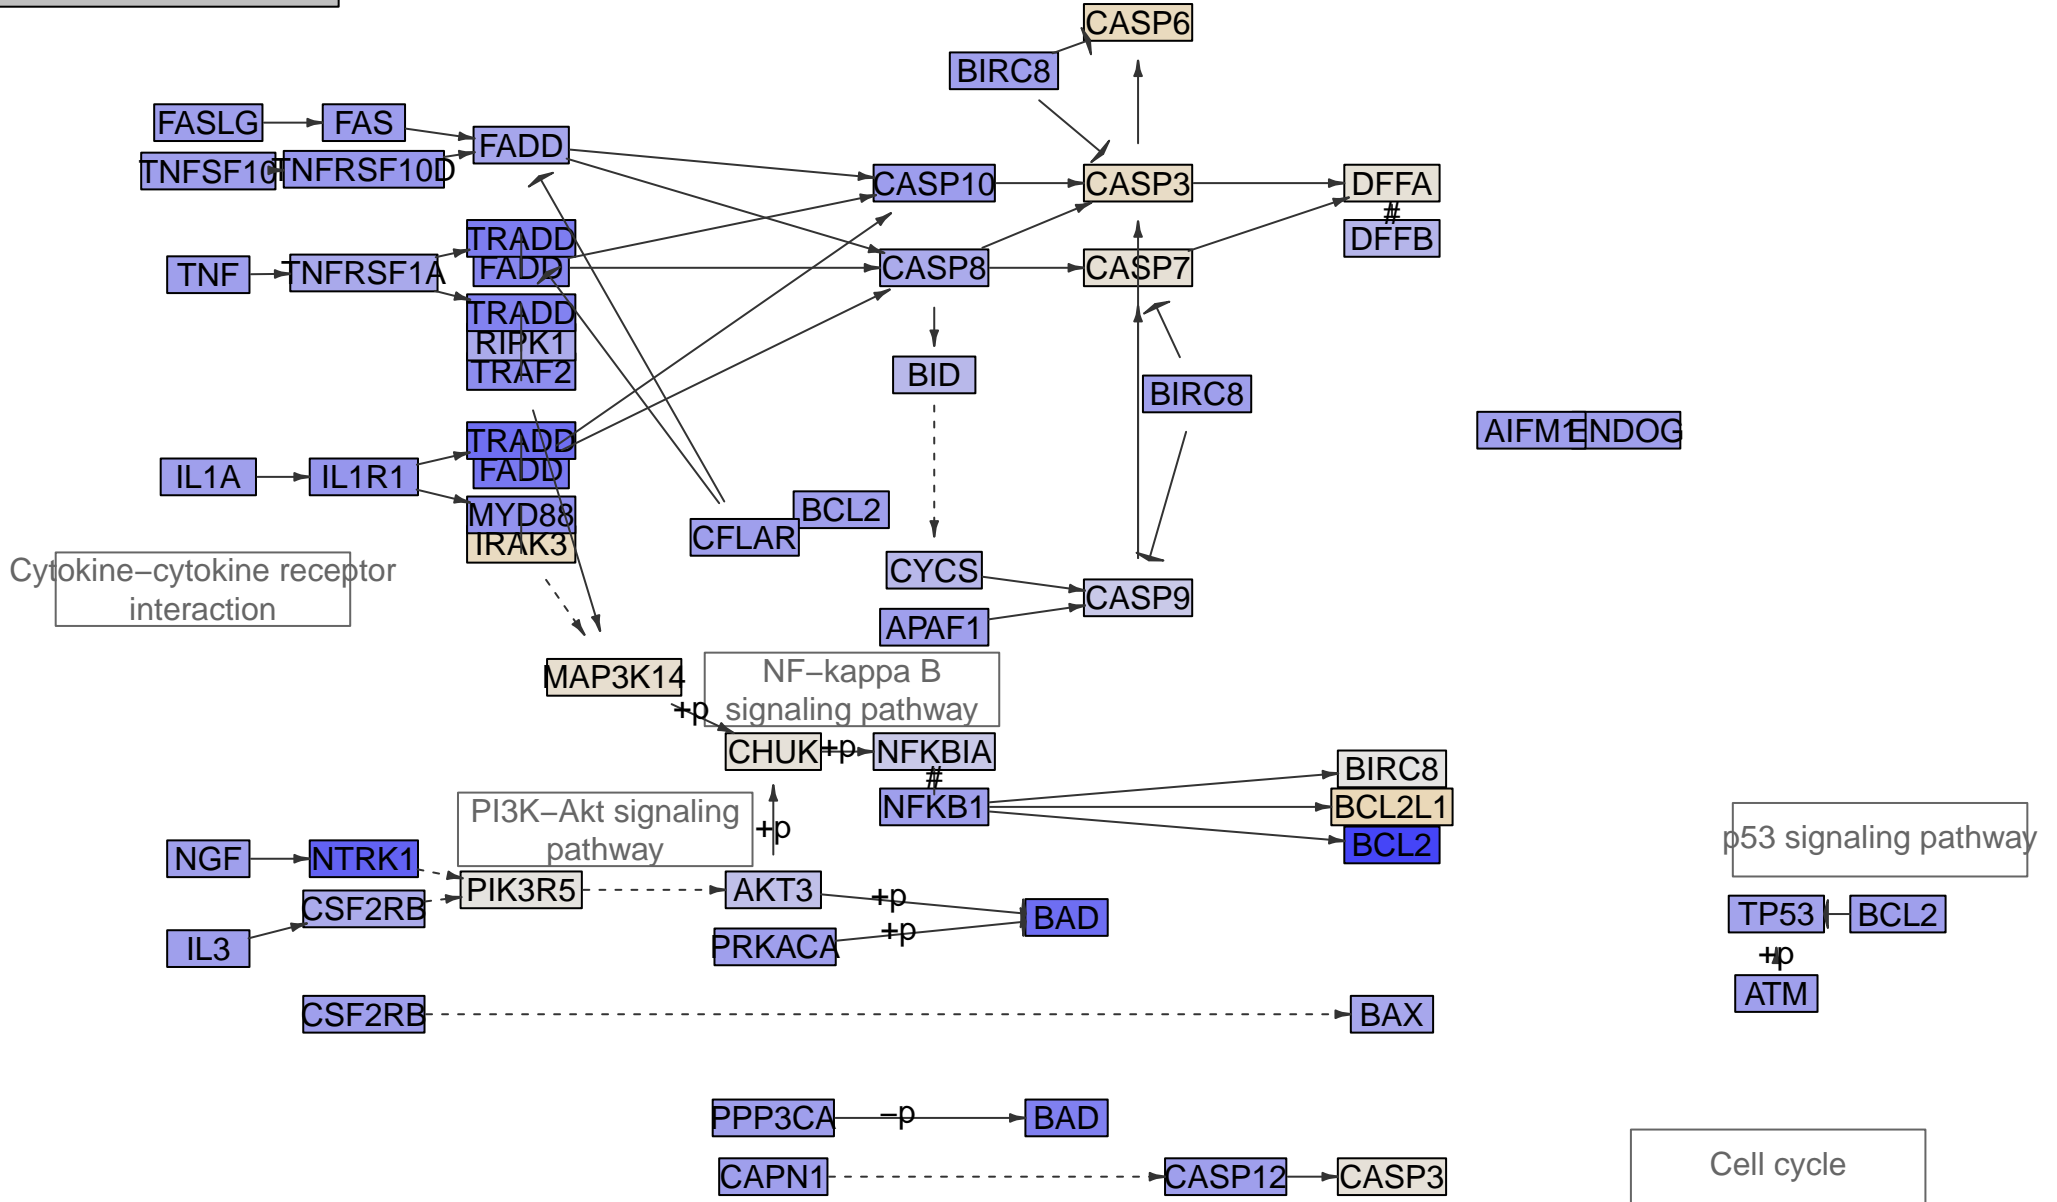 CASP6
BIRC8
FASLG
FAS
FADD
TNFSF10
TNFRSF10D
CASP10
CASP3
DFFA
#
DFFB
TRADD
FADD
TNF
TNFRSF1A
CASP8
CASP7
TRADD
RIPK1
TRAF2
BID
BIRC8
AIFM1
ENDOG
TRADD
FADD
IL1A
IL1R1
MYD88
IRAK3
BCL2
CFLAR
Cytokine−cytokine receptor
interaction
CYCS
CASP9
APAF1
MAP3K14
NF−kappa B
signaling pathway
+p
CHUK
+p
NFKBIA
#
NFKB1
BIRC8
BCL2L1
BCL2
PI3K−Akt signaling
pathway
+p
p53 signaling pathway
NGF
NTRK1
PIK3R5
AKT3
+p
BAD
CSF2RB
IL3
PRKACA
+p
TP53
BCL2
+p
ATM
CSF2RB
BAX
PPP3CA
−p
BAD
CAPN1
CASP12
CASP3
Cell cycle